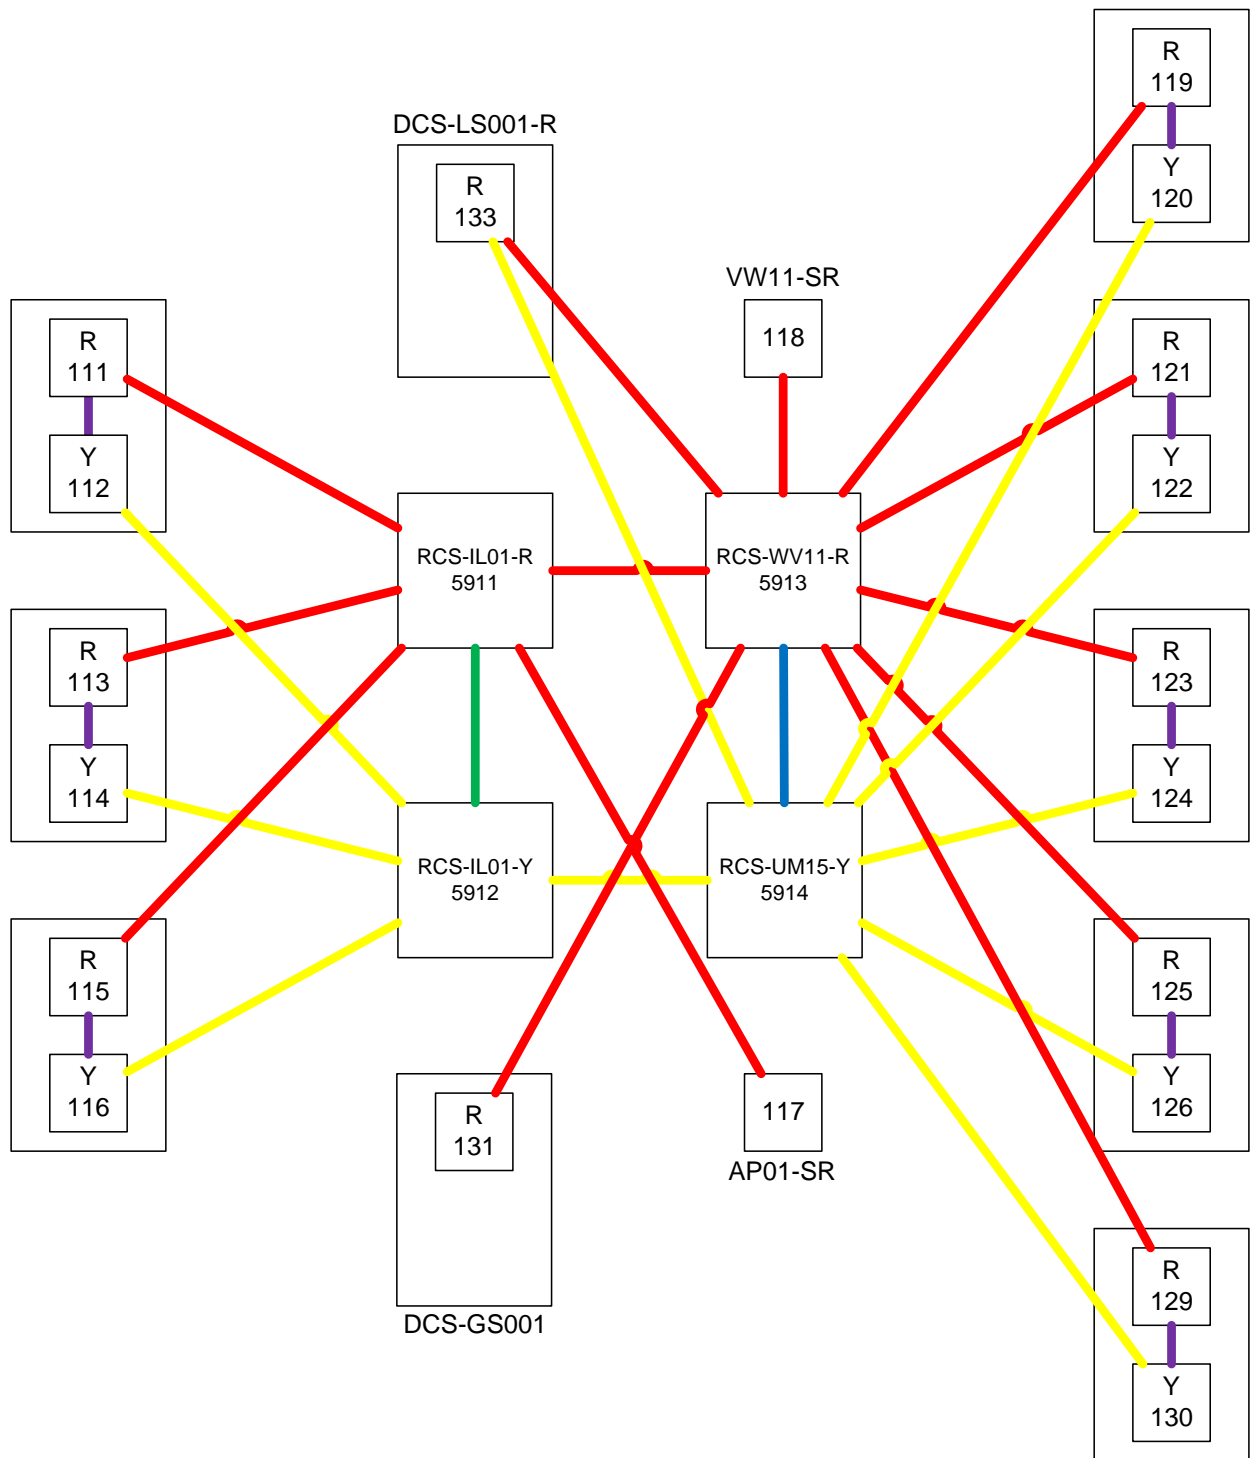 R
119
DCS-LS001-R
Y
120
R
133
VW11-SR
118
R
111
Y
112
R
121
Y
122
RCS-IL01-R
5911
RCS-WV11-R
5913
R
113
Y
114
R
123
Y
124
RCS-IL01-Y
5912
RCS-UM15-Y
5914
R
115
Y
116
R
125
Y
126
R
131
DCS-GS001
117
AP01-SR
R
129
Y
130